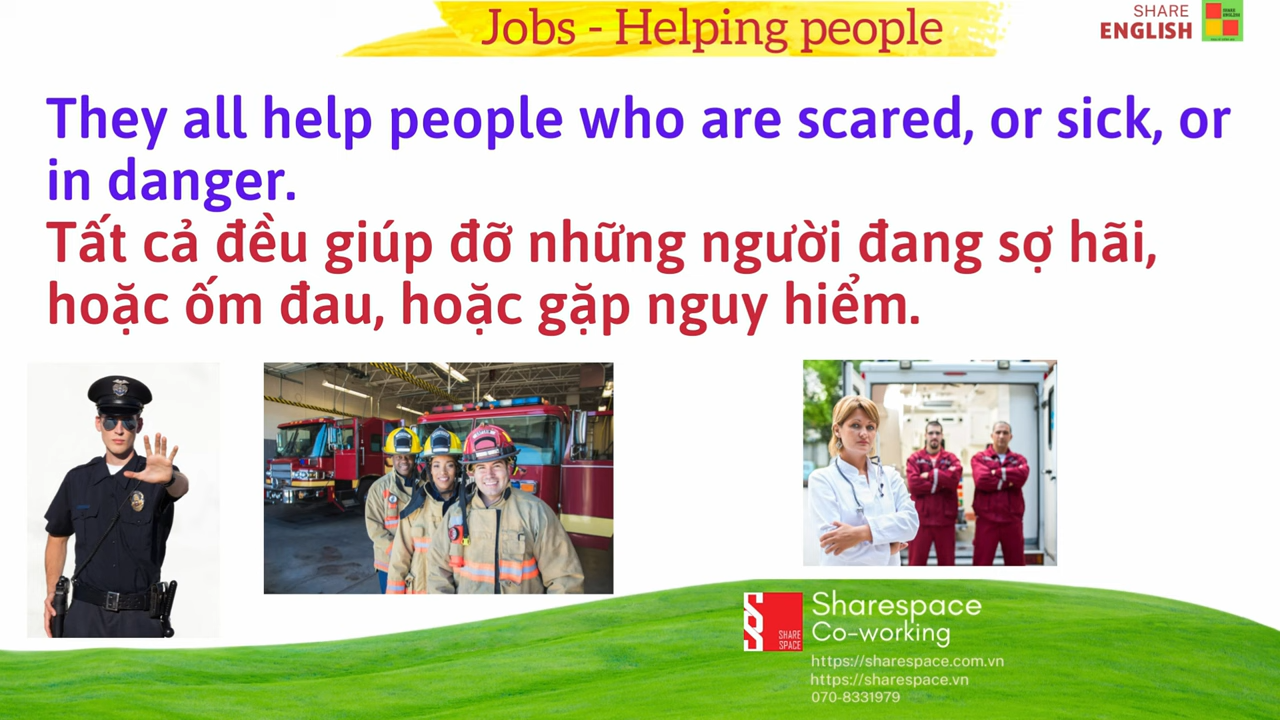 Jobs - Helping people
SHARE
ENGLISH
They all help people who are scared, or sick, or
in danger.
Tất cả đều giúp đỡ những người đang sợ hãi,
hoặc ốm đau, hoặc gặp nguy hiểm.
SHARE
SPACE
Sharespace
Co-working
https://sharespace.com.vn
https://sharespace.vn
070-8331979